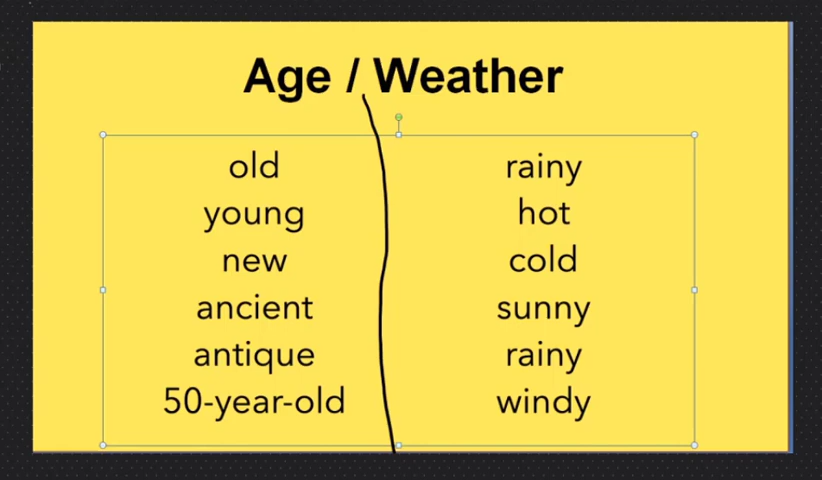 Age / Weather
old
young
new
ancient
antique
50-year-old
rainy
hot
cold
sunny
rainy
windy